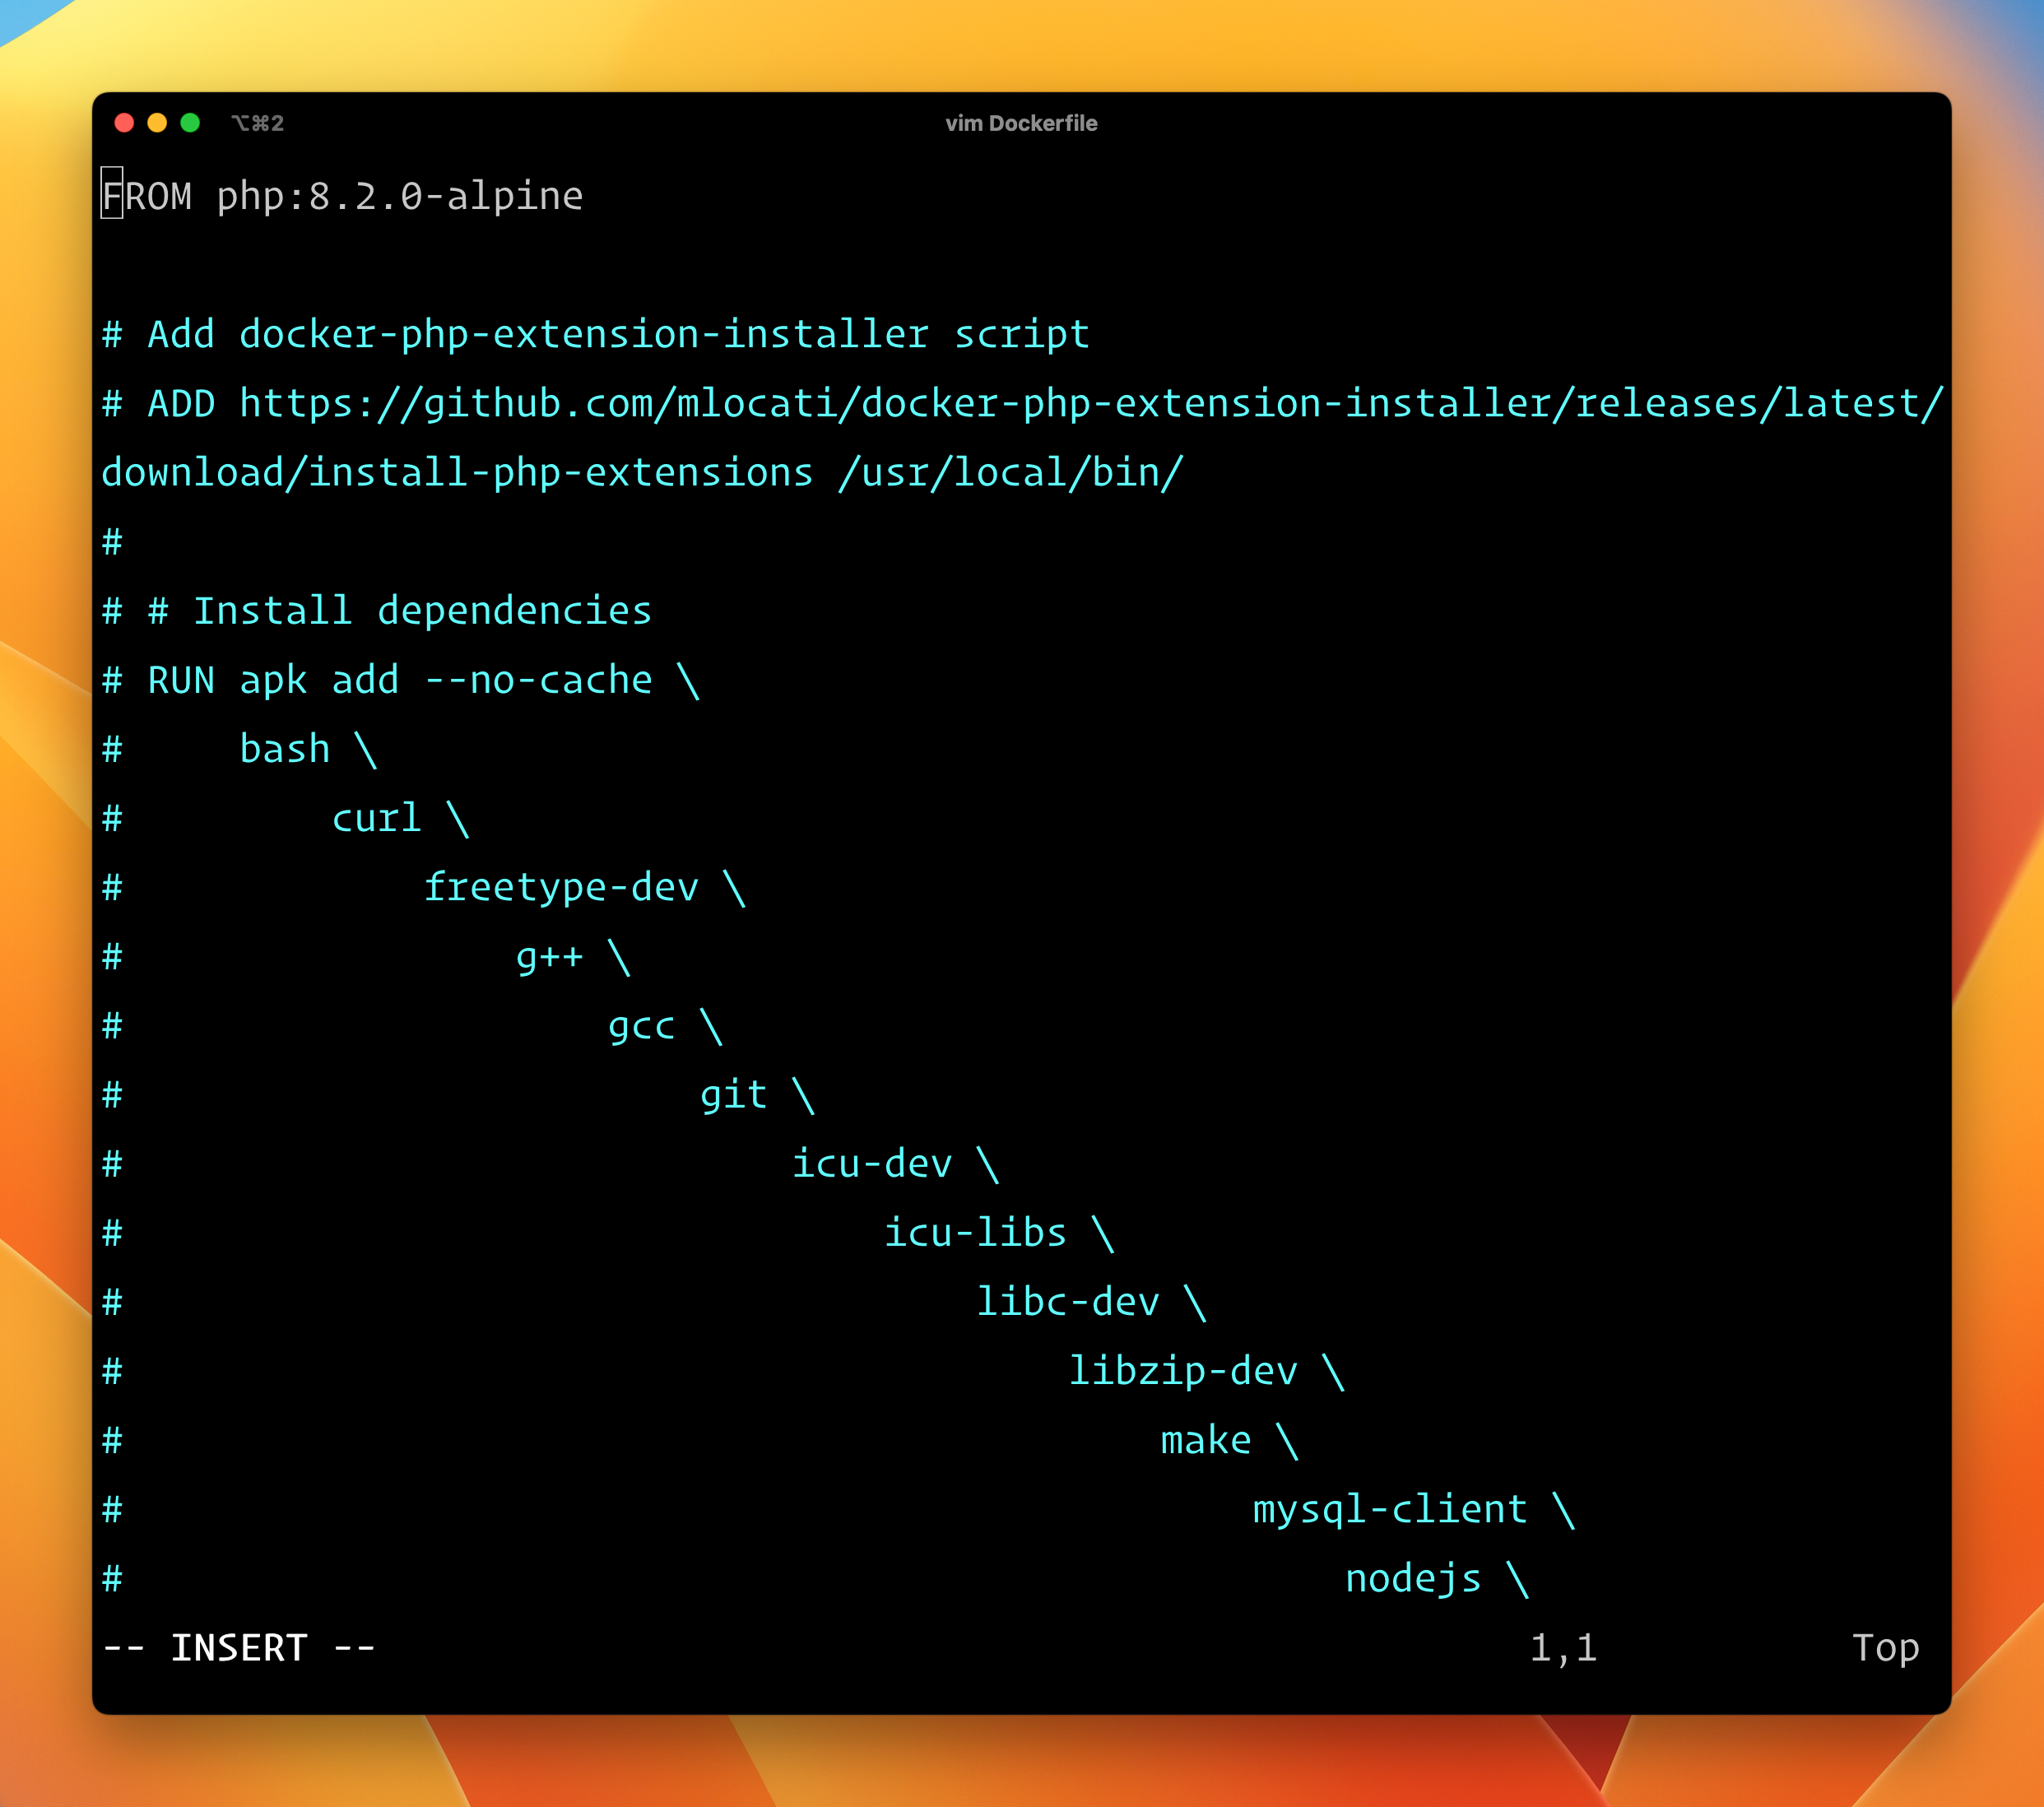 ⌥⌘2
vim Dockerfile
FROM php:8.2.0-alpine
# Add docker-php-extension-installer script
# ADD https://github.com/mlocati/docker-php-extension-installer/releases/latest/
download/install-php-extensions /usr/local/bin/
#
# # Install dependencies
# RUN apk add --no-cache \
#     bash \
#         curl \
#             freetype-dev \
#                 g++ \
#                     gcc \
#                         git \
#                             icu-dev \
#                                 icu-libs \
#                                     libc-dev \
#                                         libzip-dev \
#                                             make \
#                                                 mysql-client \
#                                                     nodejs \
-- INSERT -- 1,1 Top